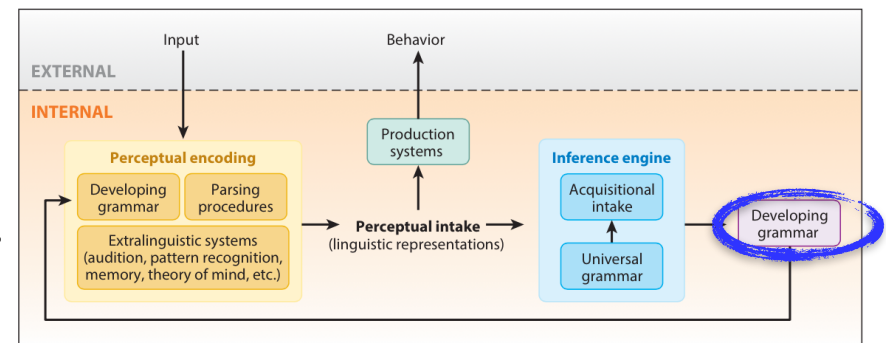 Input
Behavior
EXTERNAL
INTERNAL
Production
systems
Perceptual encoding
Developing
grammar
Parsing
procedures
Extralinguistic systems
(audition, pattern recognition,
memory, theory of mind, etc.)
Perceptual intake
(linguistic representations)
Inference engine
Acquisitional
intake
Universal
grammar
Developing
grammar